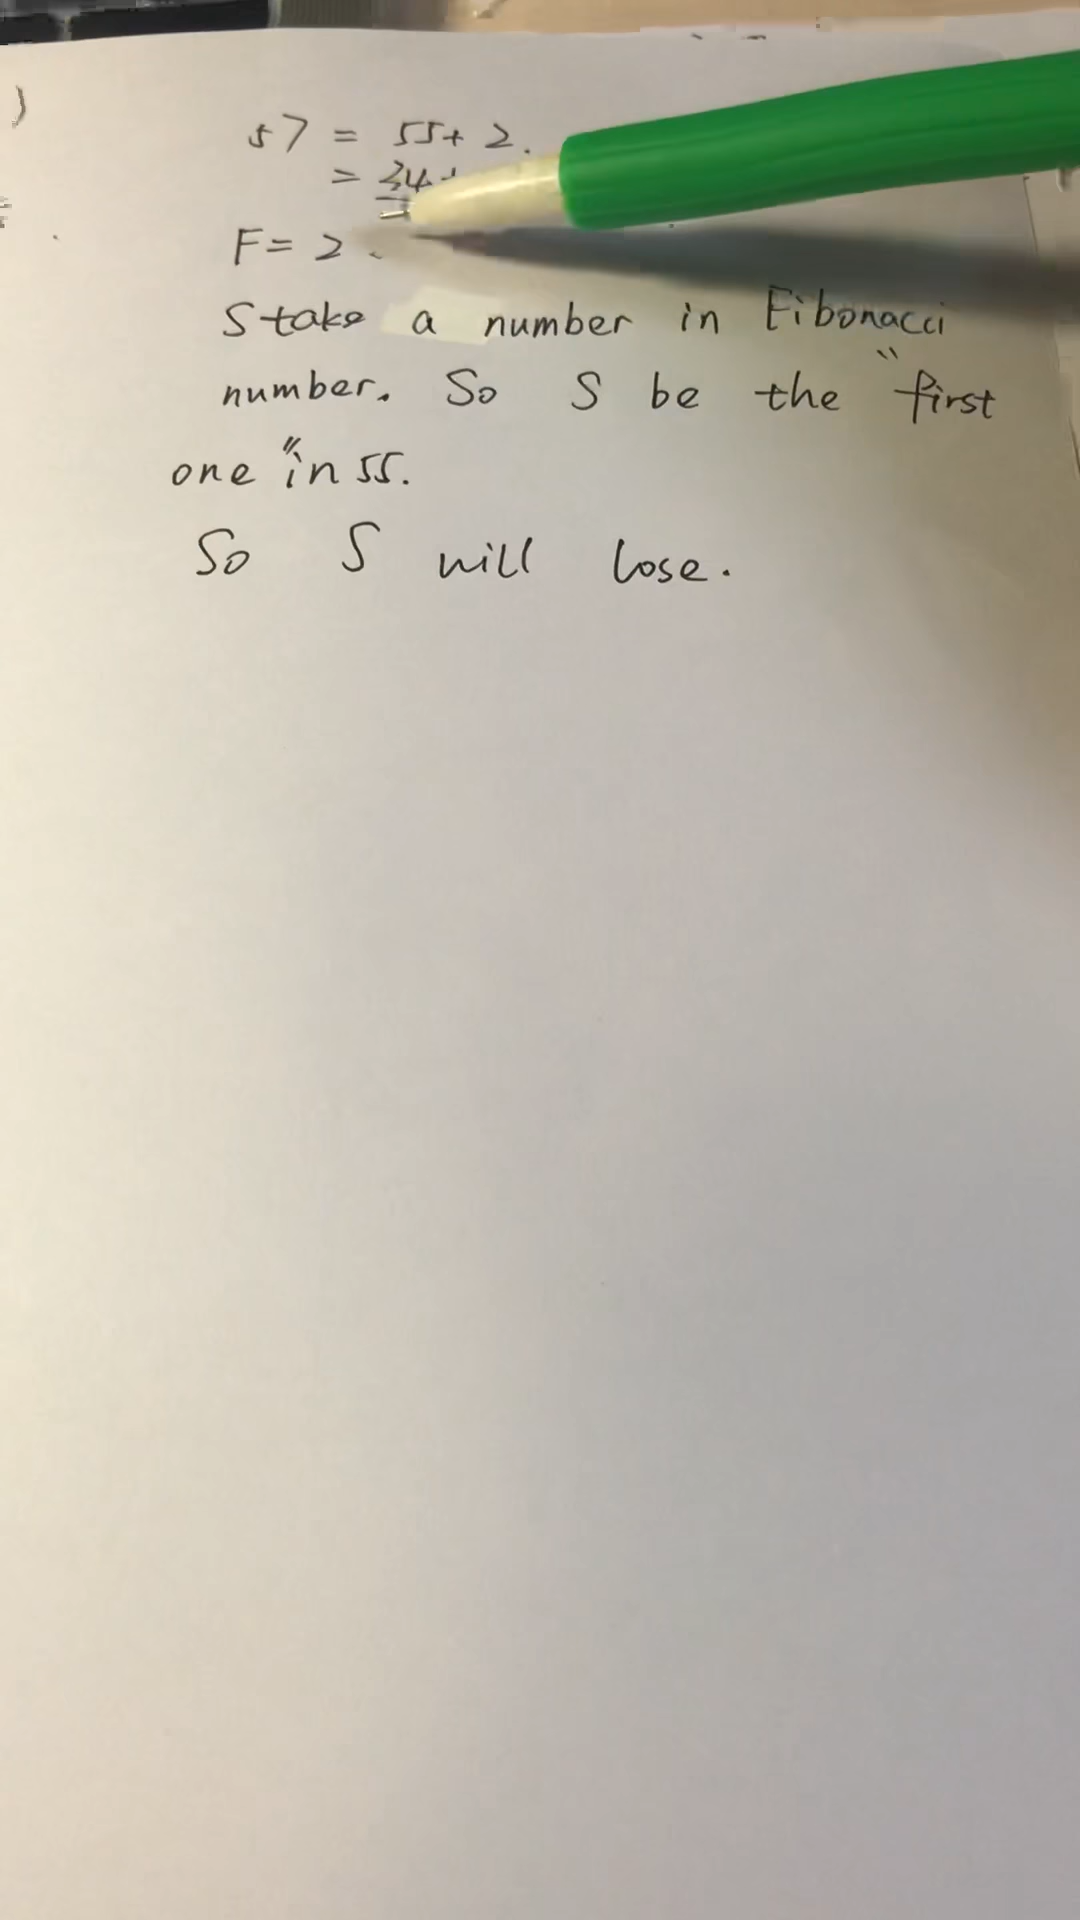 )
57 = 55+ 2.
= 34+
F= 2.
S take a number in Fibonacci
number. So S be the "first
one" in 55.
So S will lose.